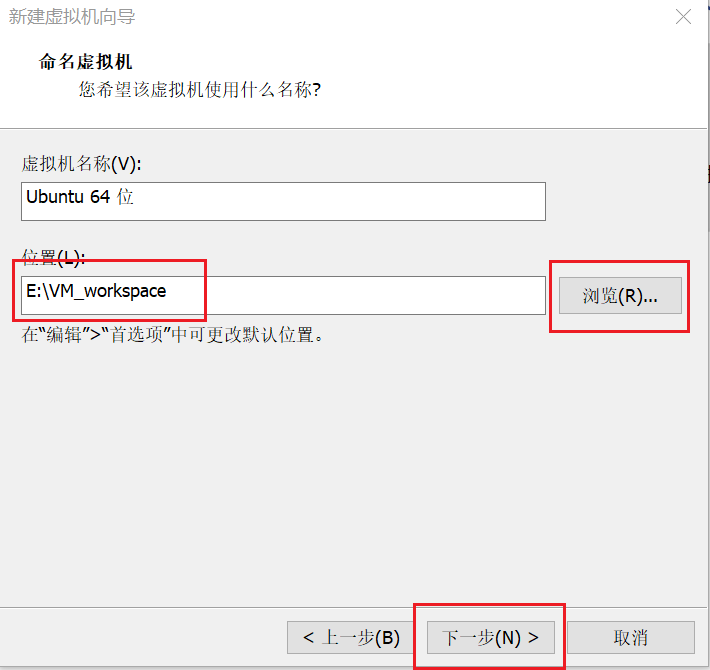 新建虚拟机向导
命名虚拟机
您希望该虚拟机使用什么名称?
虚拟机名称(V):
Ubuntu 64 位
位置(L):
E:\VM_workspace
浏览(R)...
在“编辑”>“首选项”中可更改默认位置。
< 上一步(B)
下一步(N) >
取消